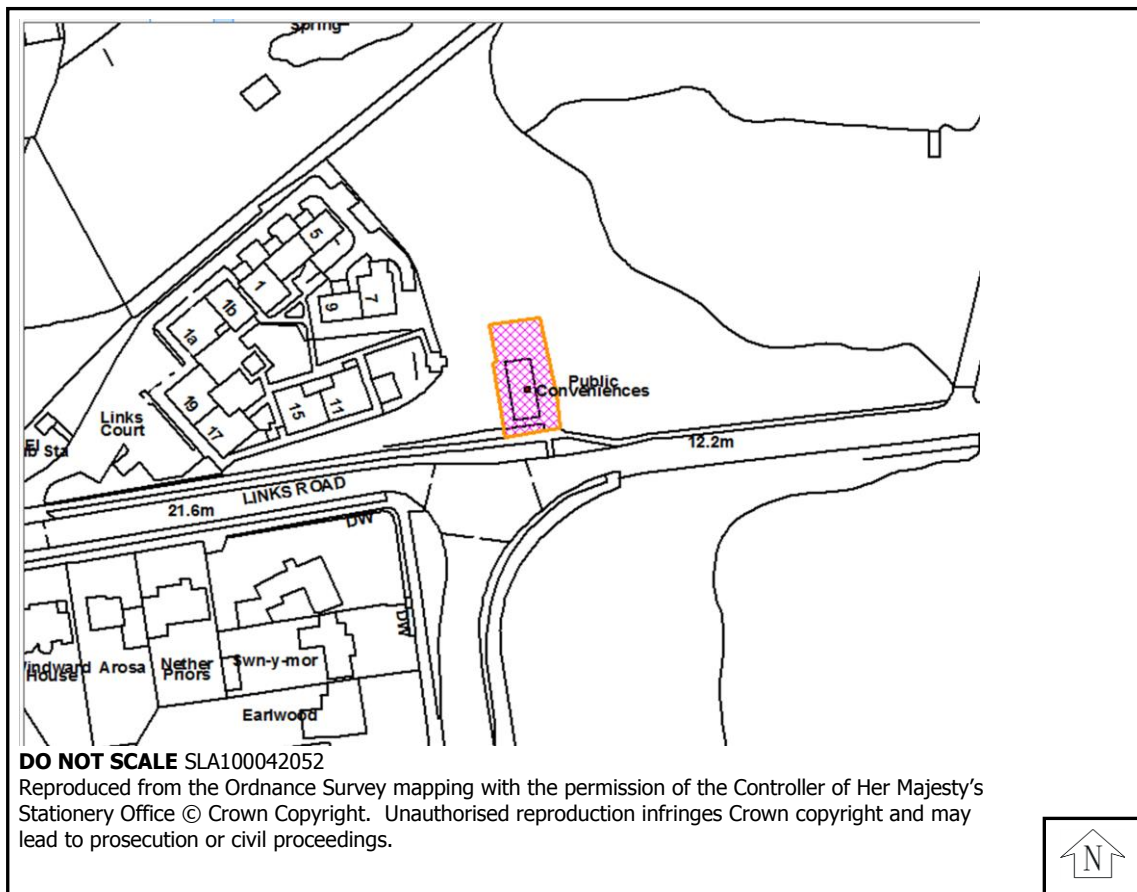 Spring
5
1
7
9
1b
1a
19
17
15
11
Links
Court
El
Sta
Public
Conveniences
12.2m
LINKS ROAD
21.6m
DW
DW
Windward
House
Arosa
Nether
Priors
Swn-y-mor
Earlwood
DO NOT SCALE SLA100042052
Reproduced from the Ordnance Survey mapping with the permission of the Controller of Her Majesty's
Stationery Office © Crown Copyright. Unauthorised reproduction infringes Crown copyright and may
lead to prosecution or civil proceedings.
N